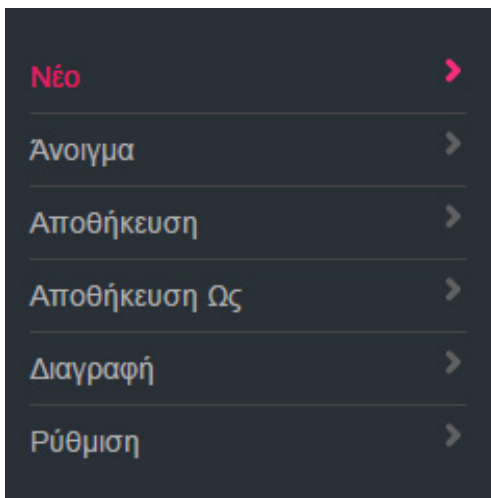 Νέο
Άνοιγμα
Αποθήκευση
Αποθήκευση Ως
Διαγραφή
Ρύθμιση